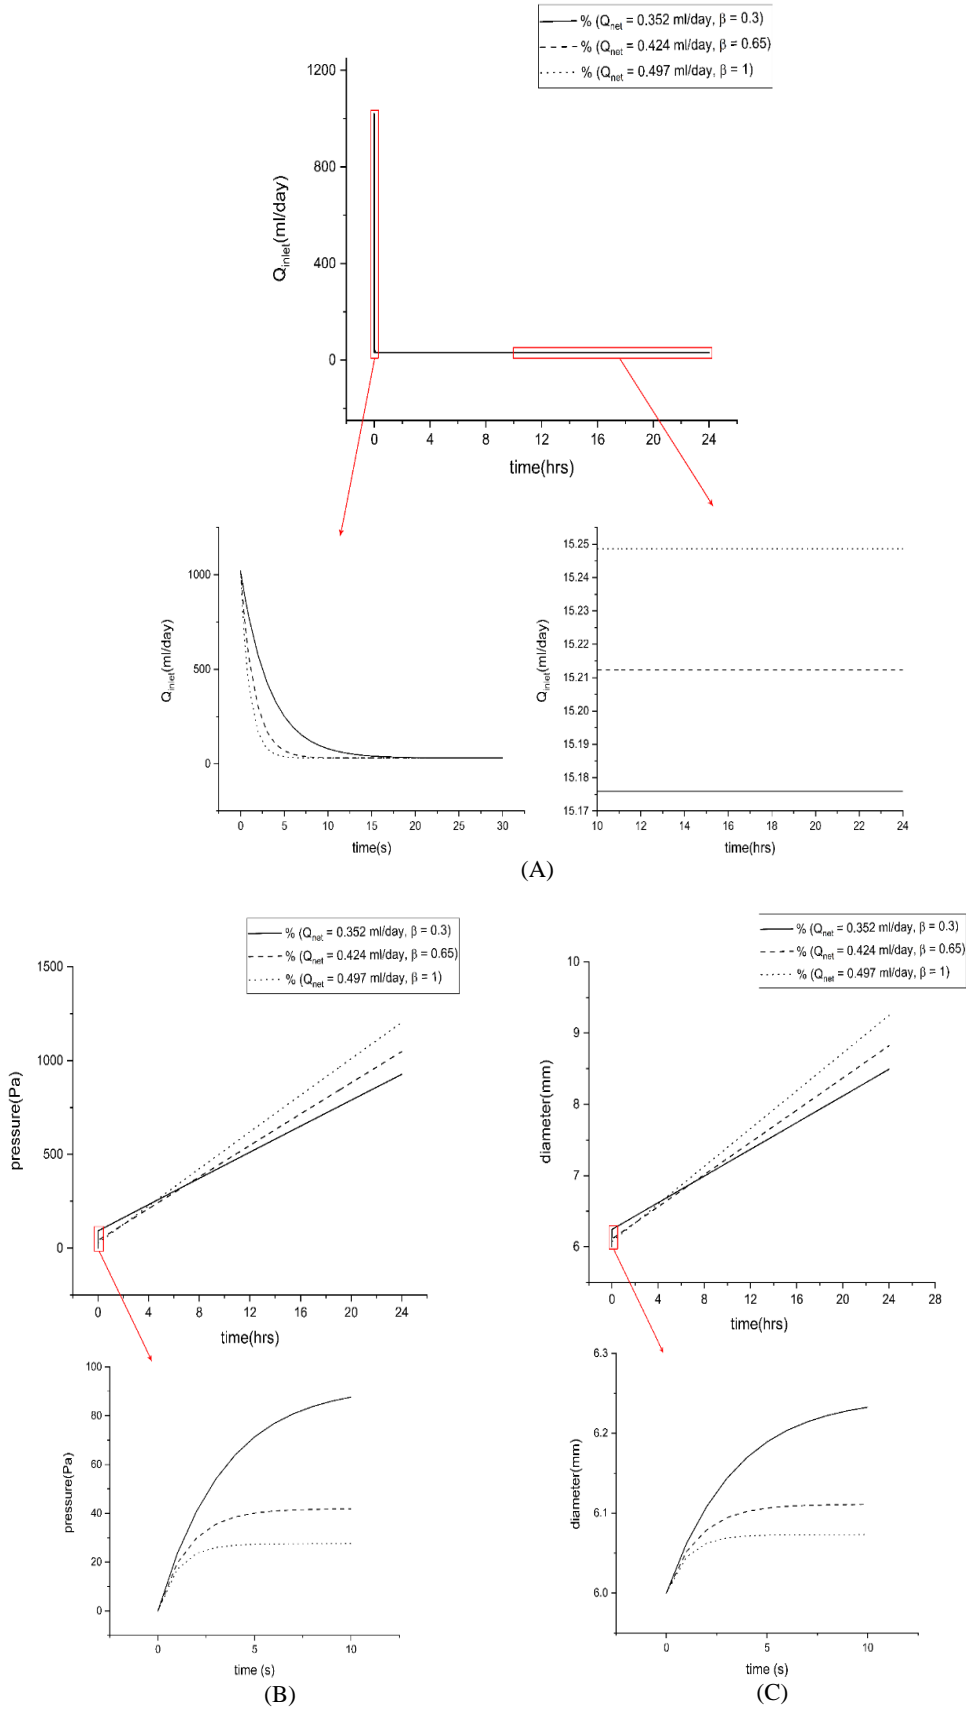 % (Qnet = 0.352 ml/day, β = 0.3)
% (Qnet = 0.424 ml/day, β = 0.65)
% (Qnet = 0.497 ml/day, β = 1)
1200
800
400
0
Qinlet(ml/day)
0 4 8 12 16 20 24
time(hrs)
1000
500
0
Qinlet(ml/day)
0 5 10 15 20 25 30
time(s)
15.25
15.24
15.23
15.22
15.21
15.20
15.19
15.18
15.17
Qinlet(ml/day)
10 12 14 16 18 20 22 24
time(hrs)
(A)
% (Qnet = 0.352 ml/day, β = 0.3)
% (Qnet = 0.424 ml/day, β = 0.65)
% (Qnet = 0.497 ml/day, β = 1)
1500
1000
500
0
pressure(Pa)
0 4 8 12 16 20 24
time(hrs)
100
80
60
40
20
0
pressure(Pa)
0 5 10
time (s)
(B)
% (Qnet = 0.352 ml/day, β = 0.3)
% (Qnet = 0.424 ml/day, β = 0.65)
% (Qnet = 0.497 ml/day, β = 1)
10
9
8
7
6
diameter(mm)
0 4 8 12 16 20 24 28
time(hrs)
6.3
6.2
6.1
6.0
diameter(mm)
0 5 10
time (s)
(C)